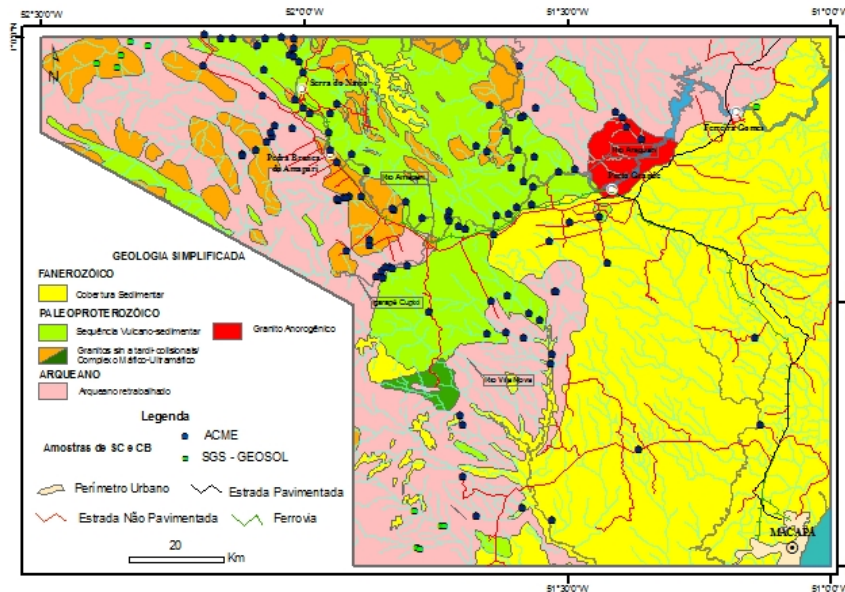 52°30'0"W 52°0'0"W 51°30'0"W 51°0'0"W
N
Serra do Navio
Ferreira Gomes
Rio Araguari
Pedra Branca
do Amapari
Rio Amapari
Porto Grande
GEOLOGIA SIMPLIFICADA
FANEROZÓICO
Cobertura Sedimentar
Igarapé Cupixi
PALEOPROTEROZÓICO
Sequência Vulcano-sedimentar
Granito Anorogênico
Granitos sin a tardi-colisionais/
Complexo Máfico-Ultramáfico
ARQUEANO
Arqueano retrabalhado
Rio Vila Nova
Legenda
Amostras de SC e CB
ACME
SGS - GEOSOL
Perímetro Urbano
Estrada Pavimentada
Estrada Não Pavimentada
Ferrovia
MACAPÁ
20
Km
51°30'0"W 51°0'0"W